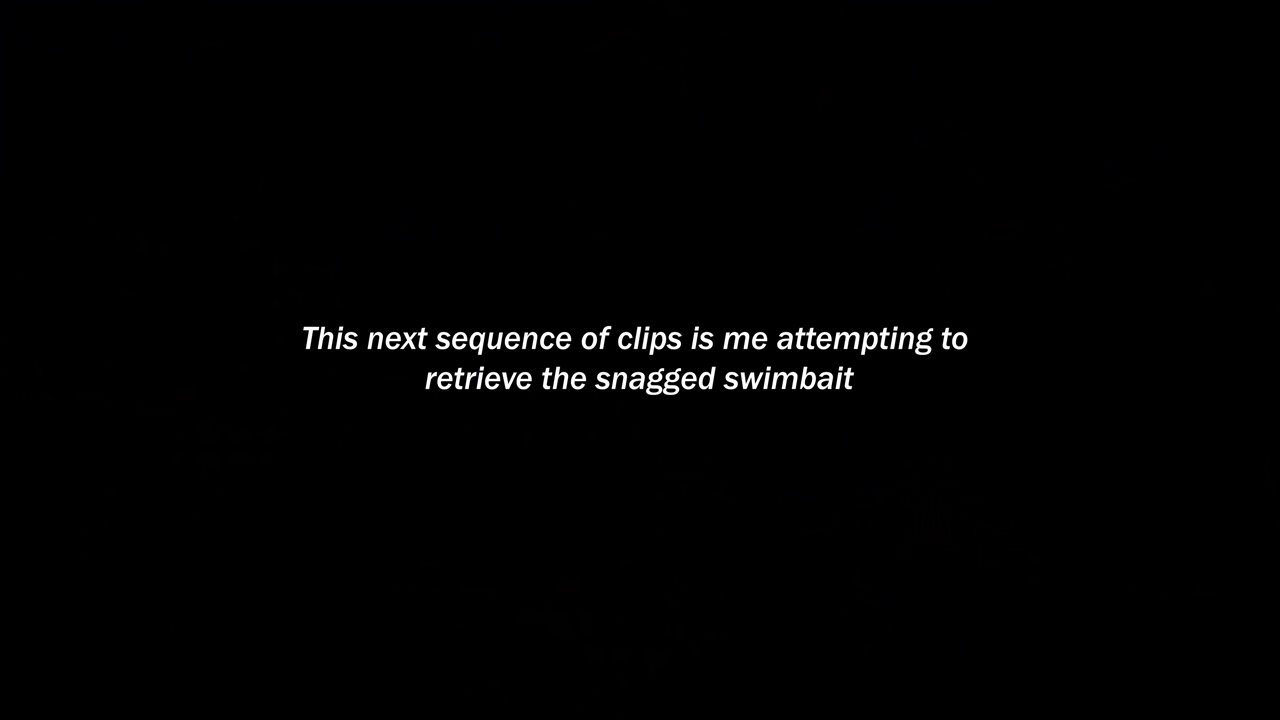 This next sequence of clips is me attempting to
retrieve the snagged swimbait